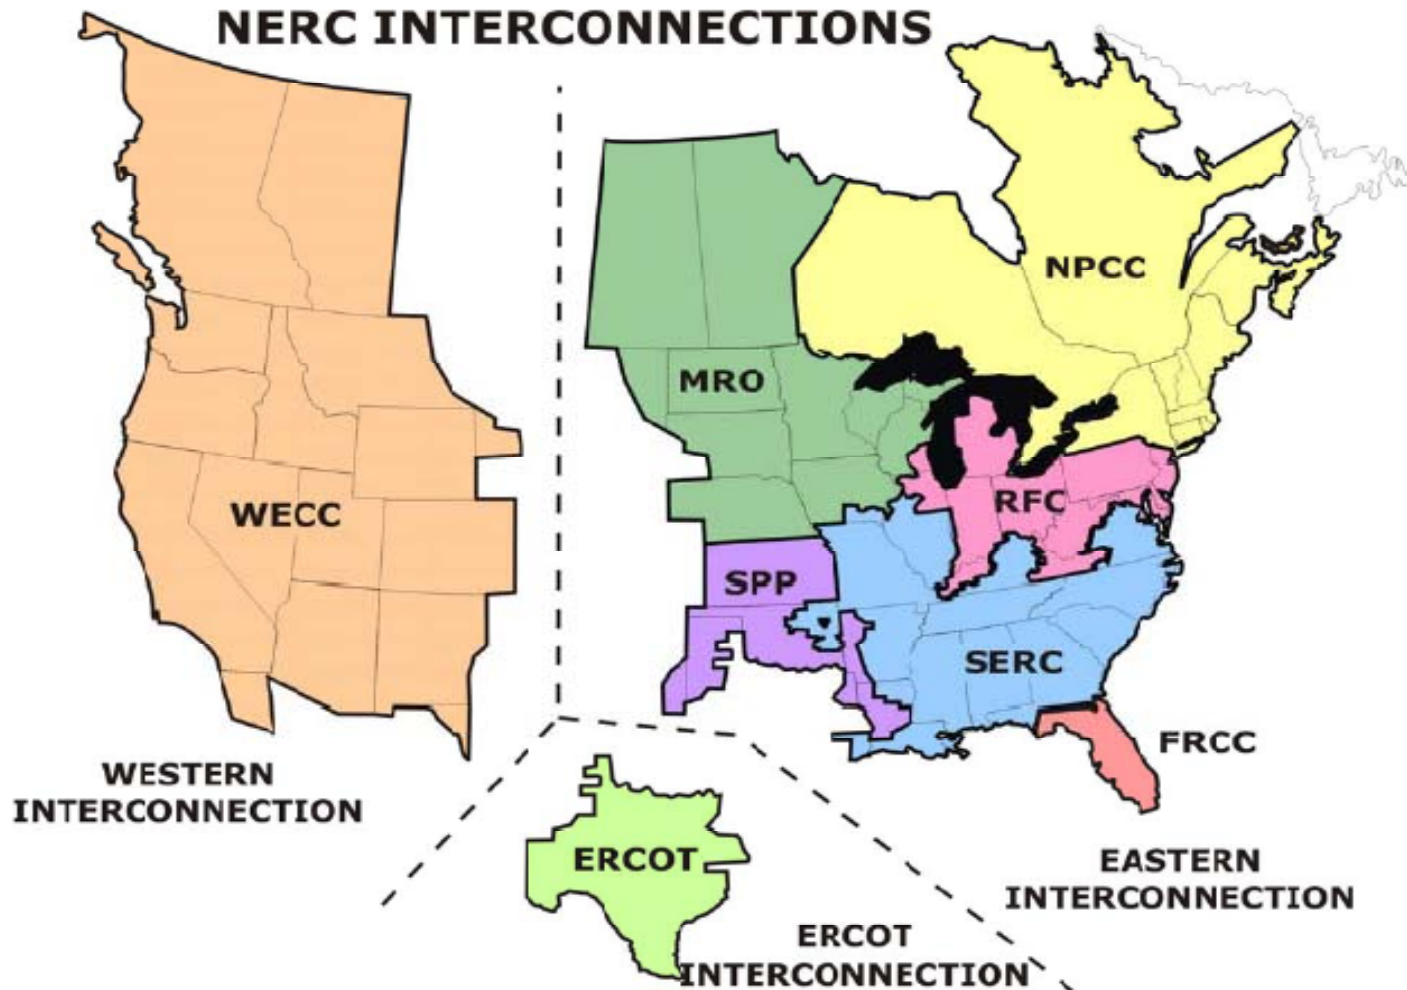 NERC INTERCONNECTIONS
NPCC
MRO
RFC
WECC
SPP
SERC
FRCC
WESTERN
INTERCONNECTION
ERCOT
EASTERN
INTERCONNECTION
ERCOT
INTERCONNECTION